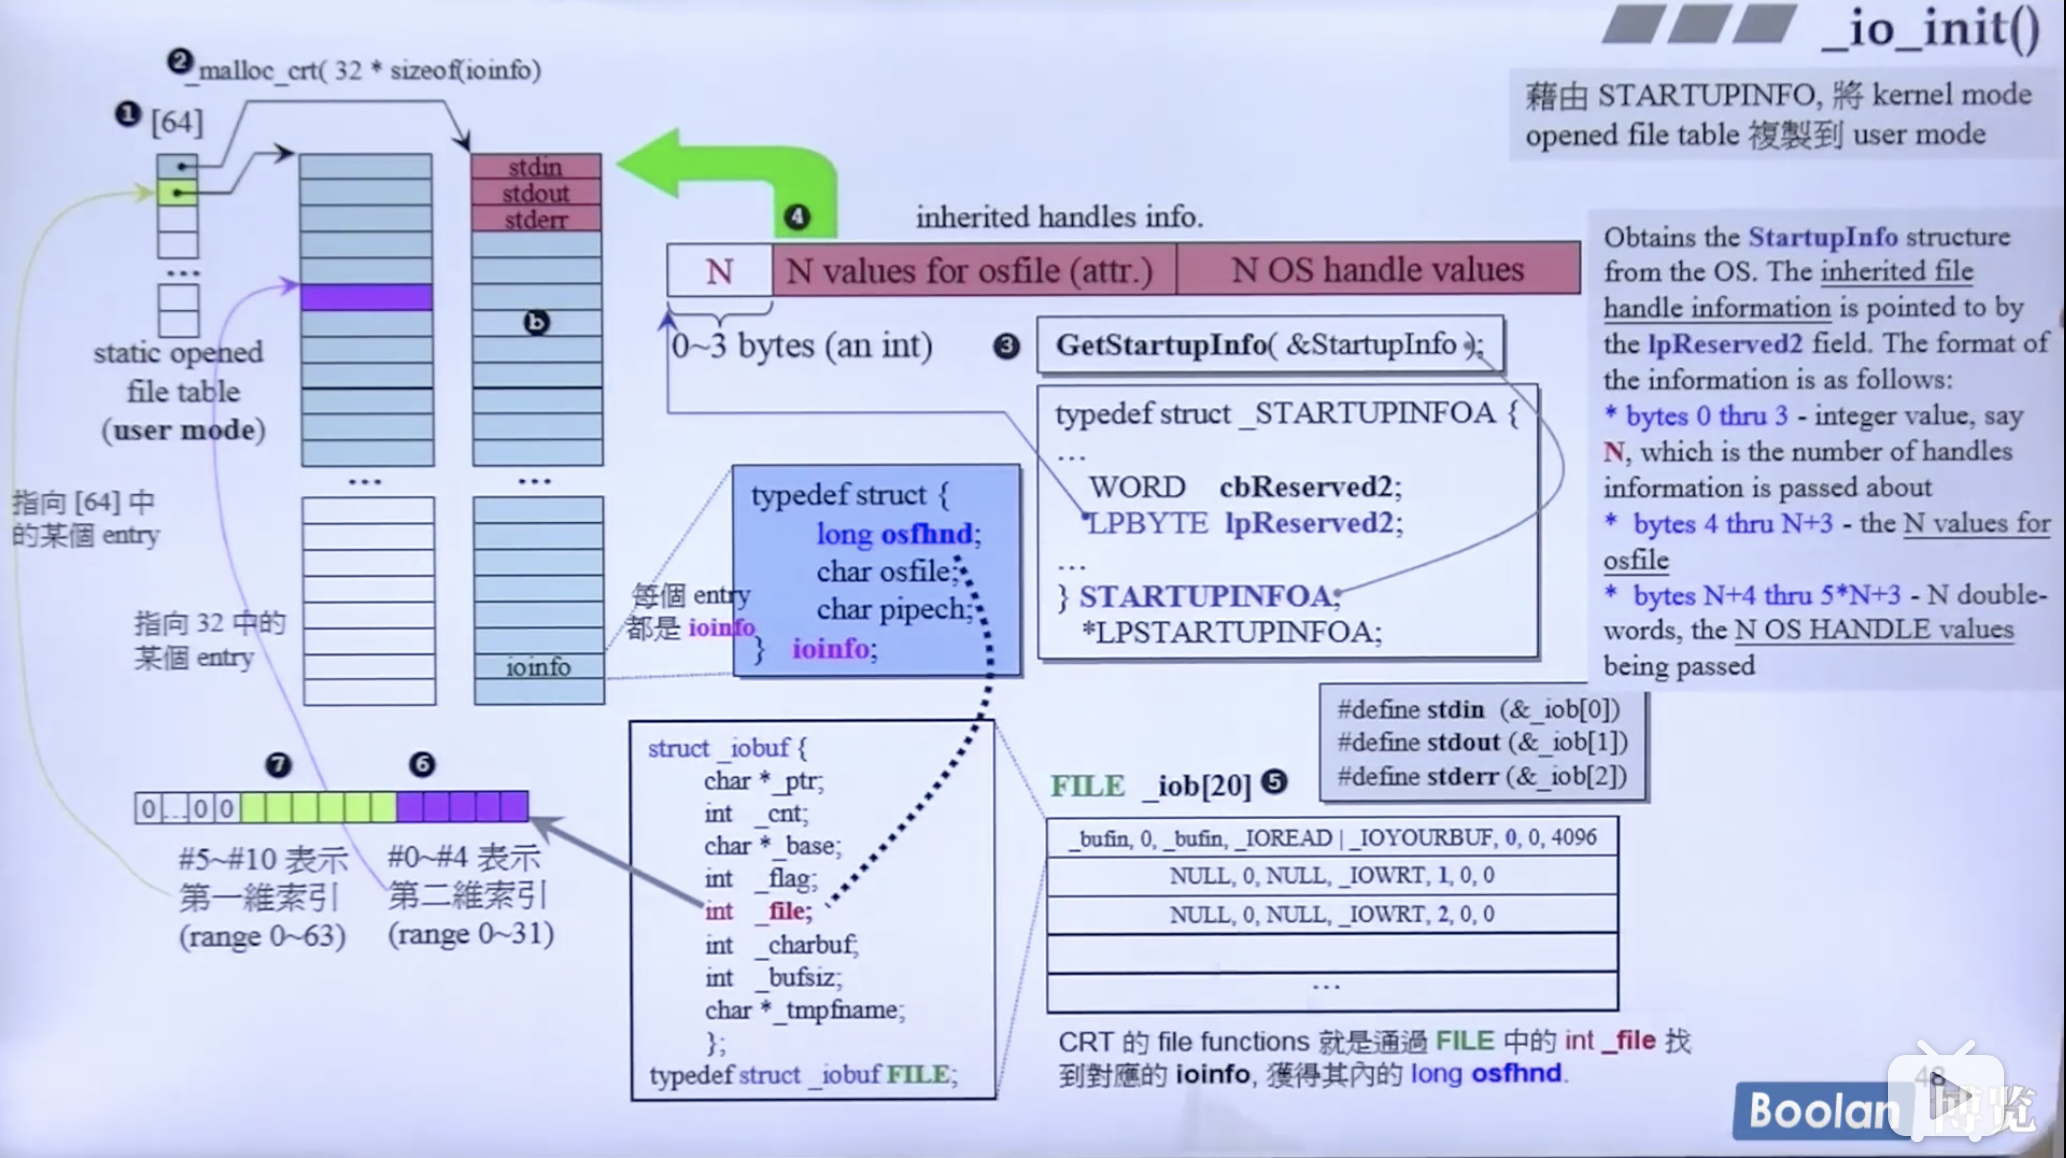 _io_init()
藉由 STARTUPINFO, 將 kernel mode
opened file table 複製到 user mode
❷ _malloc_crt( 32 * sizeof(ioinfo)
❶ [64]
stdin
stdout
stderr
...
b
static opened
file table
(user mode)
...
...
ioinfo
指向 [64] 中
的某個 entry
指向 32 中的
某個 entry
❹ inherited handles info.
N
N values for osfile (attr.)
N OS handle values
0~3 bytes (an int)
❸ GetStartupInfo( &StartupInfo );
typedef struct _STARTUPINFOA {
...
WORD cbReserved2;
LPBYTE lpReserved2;
...
} STARTUPINFOA,
*LPSTARTUPINFOA;
Obtains the StartupInfo structure
from the OS. The inherited file
handle information is pointed to by
the lpReserved2 field. The format of
the information is as follows:
* bytes 0 thru 3 - integer value, say
N, which is the number of handles
information is passed about
* bytes 4 thru N+3 - the N values for
osfile
* bytes N+4 thru 5*N+3 - N double-
words, the N OS HANDLE values
being passed
typedef struct {
long osfhnd;
char osfile;
char pipech;
} ioinfo;
每個 entry
都是 ioinfo
❼ ❻
0 ... 0 0
#5~#10 表示
第一維索引
(range 0~63)
#0~#4 表示
第二維索引
(range 0~31)
struct _iobuf {
char *_ptr;
int _cnt;
char *_base;
int _flag;
int _file;
int _charbuf;
int _bufsiz;
char *_tmpfname;
};
typedef struct _iobuf FILE;
#define stdin (&_iob[0])
#define stdout (&_iob[1])
#define stderr (&_iob[2])
FILE _iob[20] ❺
_bufin, 0, _bufin, _IOREAD | _IOYOURBUF, 0, 0, 4096
NULL, 0, NULL, _IOWRT, 1, 0, 0
NULL, 0, NULL, _IOWRT, 2, 0, 0
...
CRT 的 file functions 就是通過 FILE 中的 int _file 找
到對應的 ioinfo, 獲得其內的 long osfhnd.
48
Boolan 博览